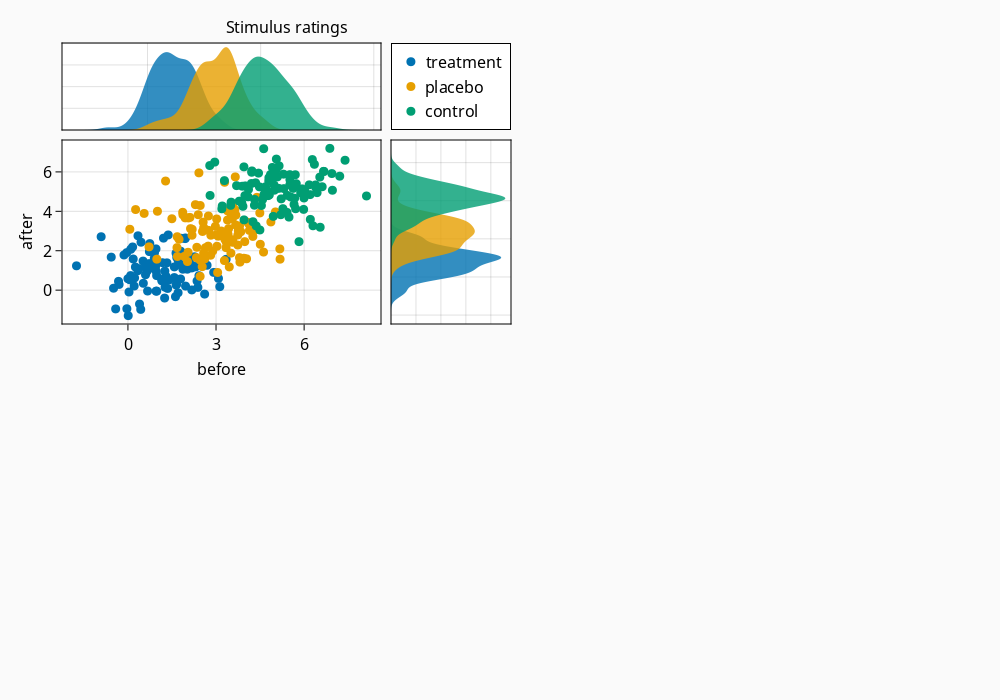 Stimulus ratings
treatment
placebo
control
6
4
2
0
after
0 3 6
before